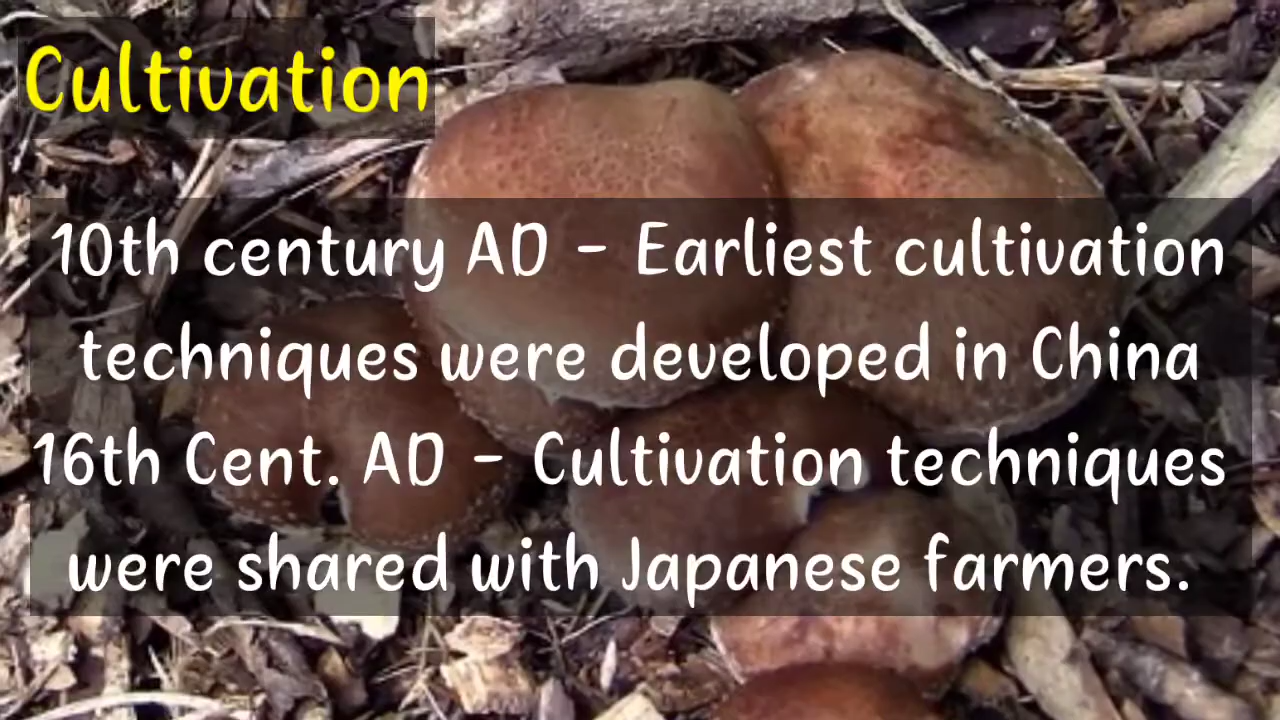 Cultivation
10th century AD - Earliest cultivation
techniques were developed in China
16th Cent. AD - Cultivation techniques
were shared with Japanese farmers.